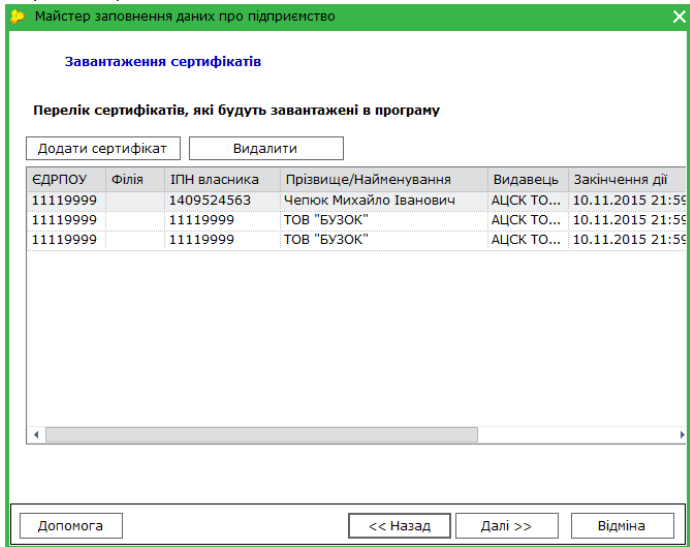 Майстер заповнення даних про підприємство
Завантаження сертифікатів
Перелік сертифікатів, які будуть завантажені в програму
Додати сертифікат Видалити
ЄДРПОУ Філія ІПН власника Прізвище/Найменування Видавець Закінчення дії
11119999 1409524563 Чепюк Михайло Іванович АЦСК ТО... 10.11.2015 21:59
11119999 11119999 ТОВ "БУЗОК" АЦСК ТО... 10.11.2015 21:59
11119999 11119999 ТОВ "БУЗОК" АЦСК ТО... 10.11.2015 21:59
Допомога << Назад Далі >> Відміна